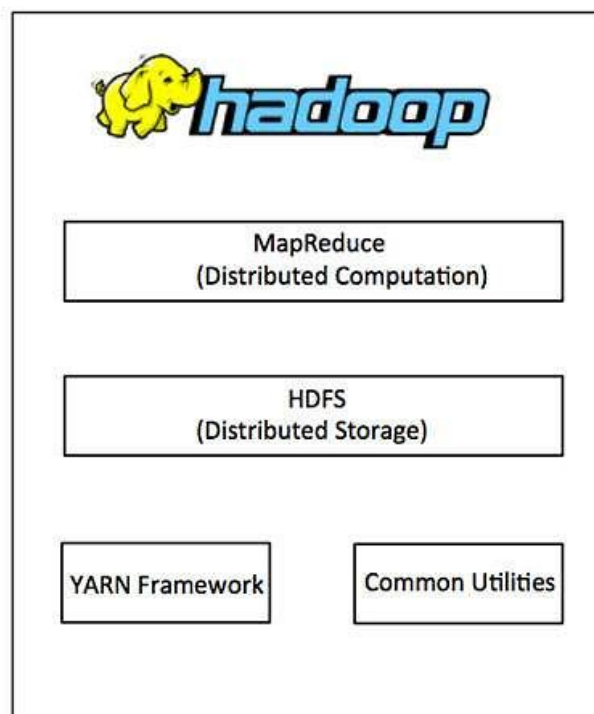 hadoop
MapReduce
(Distributed Computation)
HDFS
(Distributed Storage)
YARN Framework
Common Utilities